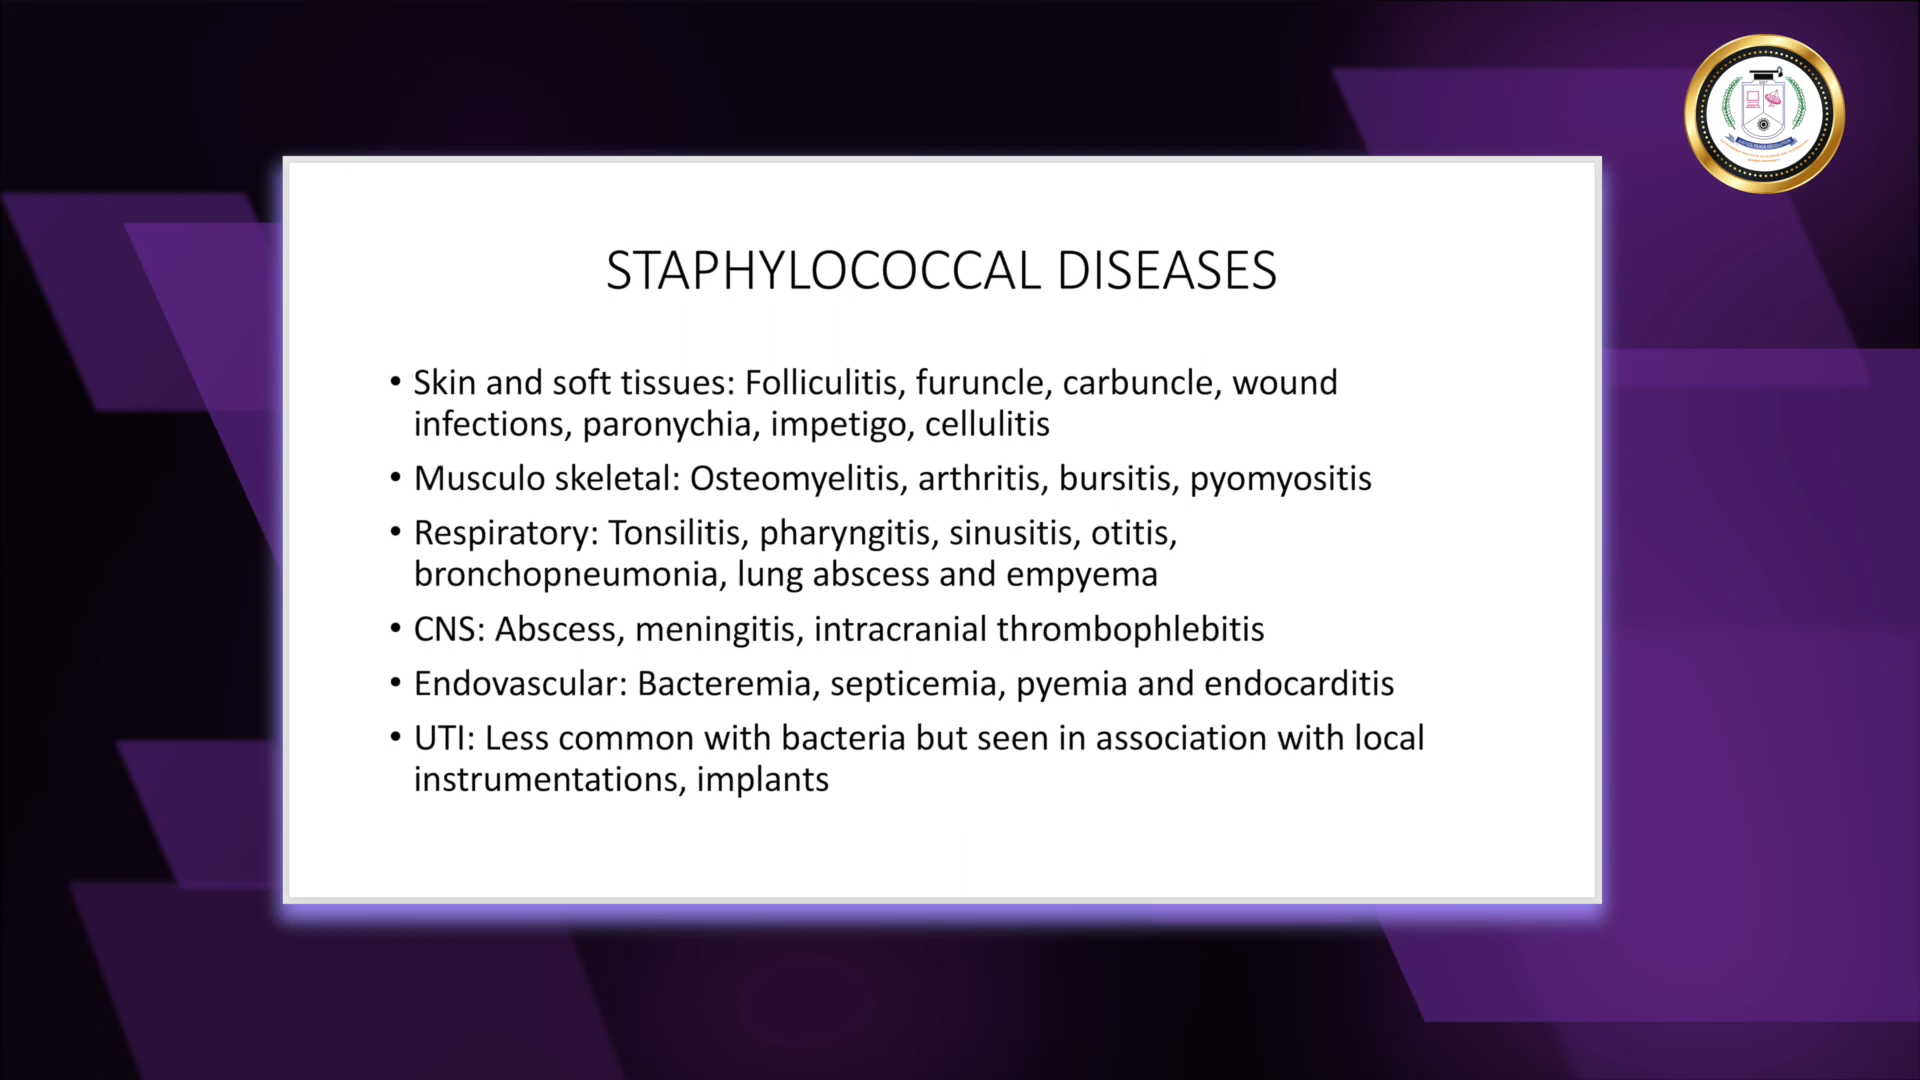 STAPHYLOCOCCAL DISEASES
• Skin and soft tissues: Folliculitis, furuncle, carbuncle, wound
infections, paronychia, impetigo, cellulitis
• Musculo skeletal: Osteomyelitis, arthritis, bursitis, pyomyositis
• Respiratory: Tonsilitis, pharyngitis, sinusitis, otitis,
bronchopneumonia, lung abscess and empyema
• CNS: Abscess, meningitis, intracranial thrombophlebitis
• Endovascular: Bacteremia, septicemia, pyemia and endocarditis
• UTI: Less common with bacteria but seen in association with local
instrumentations, implants